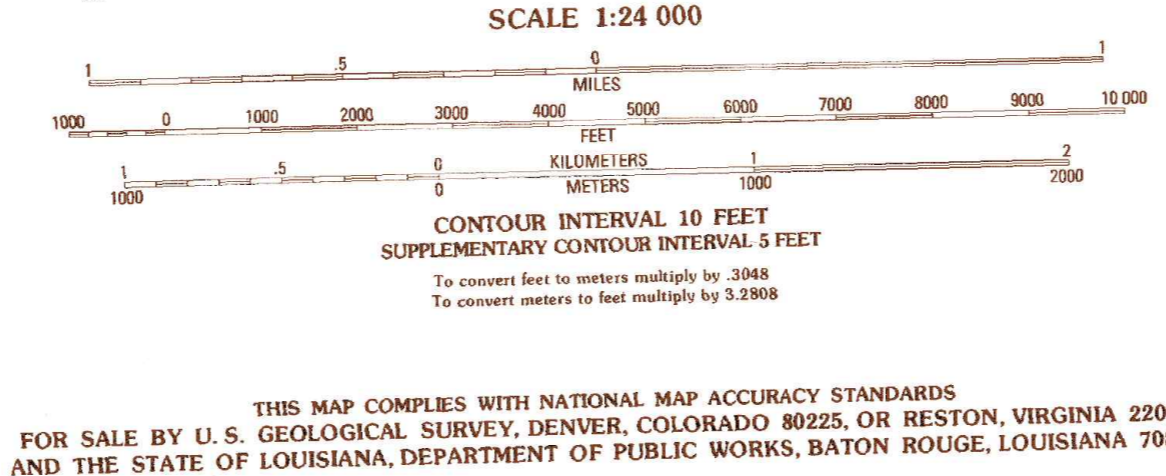 SCALE 1:24 000
1 .5 0 1
MILES
1000 0 1000 2000 3000 4000 5000 6000 7000 8000 9000 10 000
FEET
1 .5 0 KILOMETERS 1 2
1000 0 METERS 1000 2000
CONTOUR INTERVAL 10 FEET
SUPPLEMENTARY CONTOUR INTERVAL 5 FEET
To convert feet to meters multiply by .3048
To convert meters to feet multiply by 3.2808
THIS MAP COMPLIES WITH NATIONAL MAP ACCURACY STANDARDS
FOR SALE BY U. S. GEOLOGICAL SURVEY, DENVER, COLORADO 80225, OR RESTON, VIRGINIA 220
AND THE STATE OF LOUISIANA, DEPARTMENT OF PUBLIC WORKS, BATON ROUGE, LOUISIANA